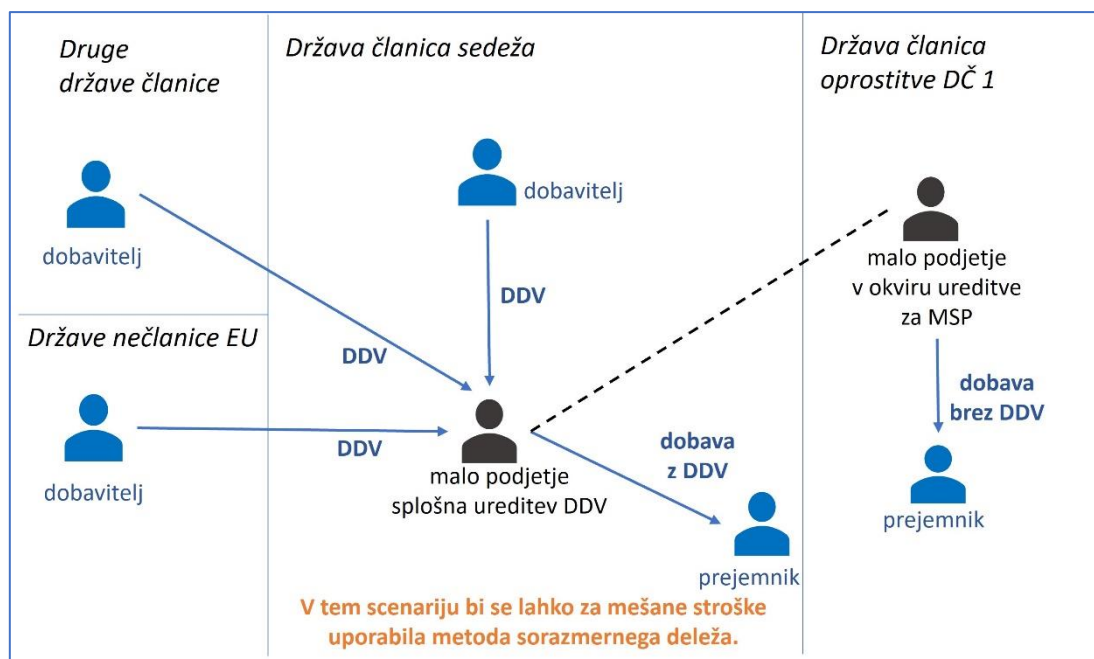 Druge
države članice
dobavitelj
Države nečlanice EU
dobavitelj
Država članica sedeža
dobavitelj
DDV
DDV
DDV
malo podjetje
splošna ureditev DDV
dobava
z DDV
prejemnik
V tem scenariju bi se lahko za mešane stroške
uporabila metoda sorazmernega deleža.
Država članica
oprostitve DČ 1
malo podjetje
v okviru ureditve
za MSP
dobava
brez DDV
prejemnik